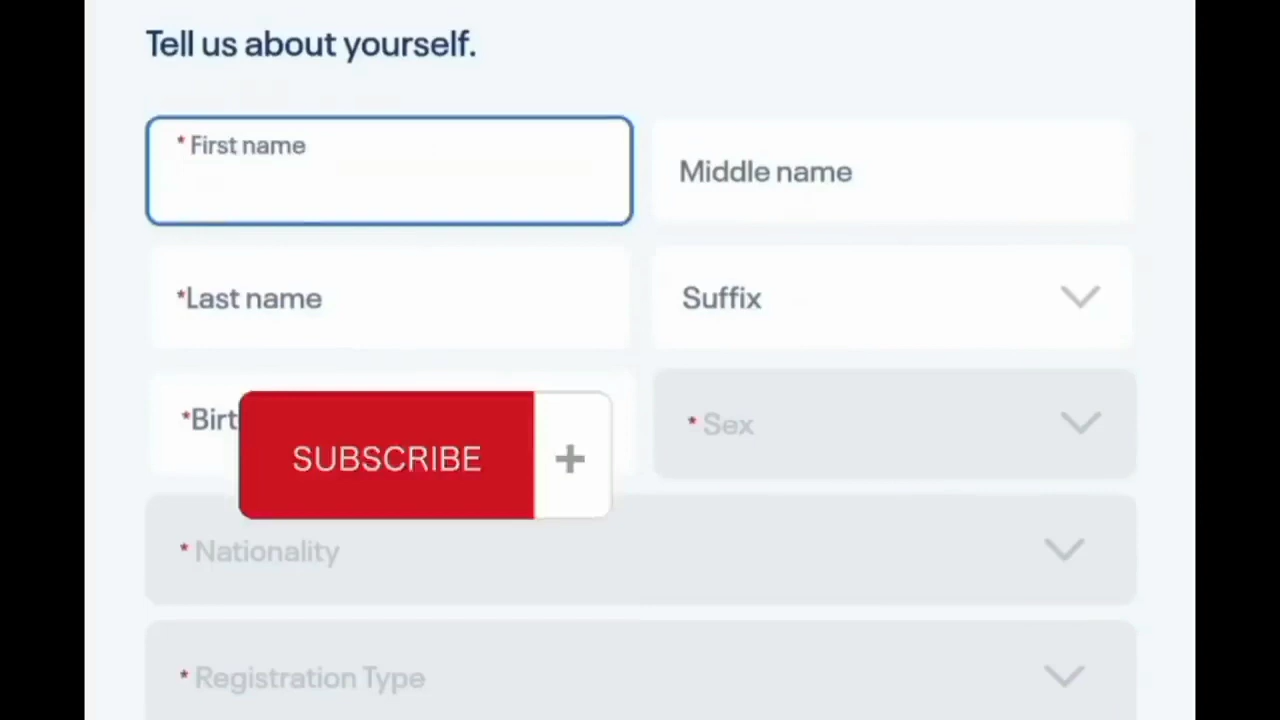 Tell us about yourself.
* First name
Middle name
*Last name
Suffix
*Birt
* Sex
SUBSCRIBE +
* Nationality
* Registration Type